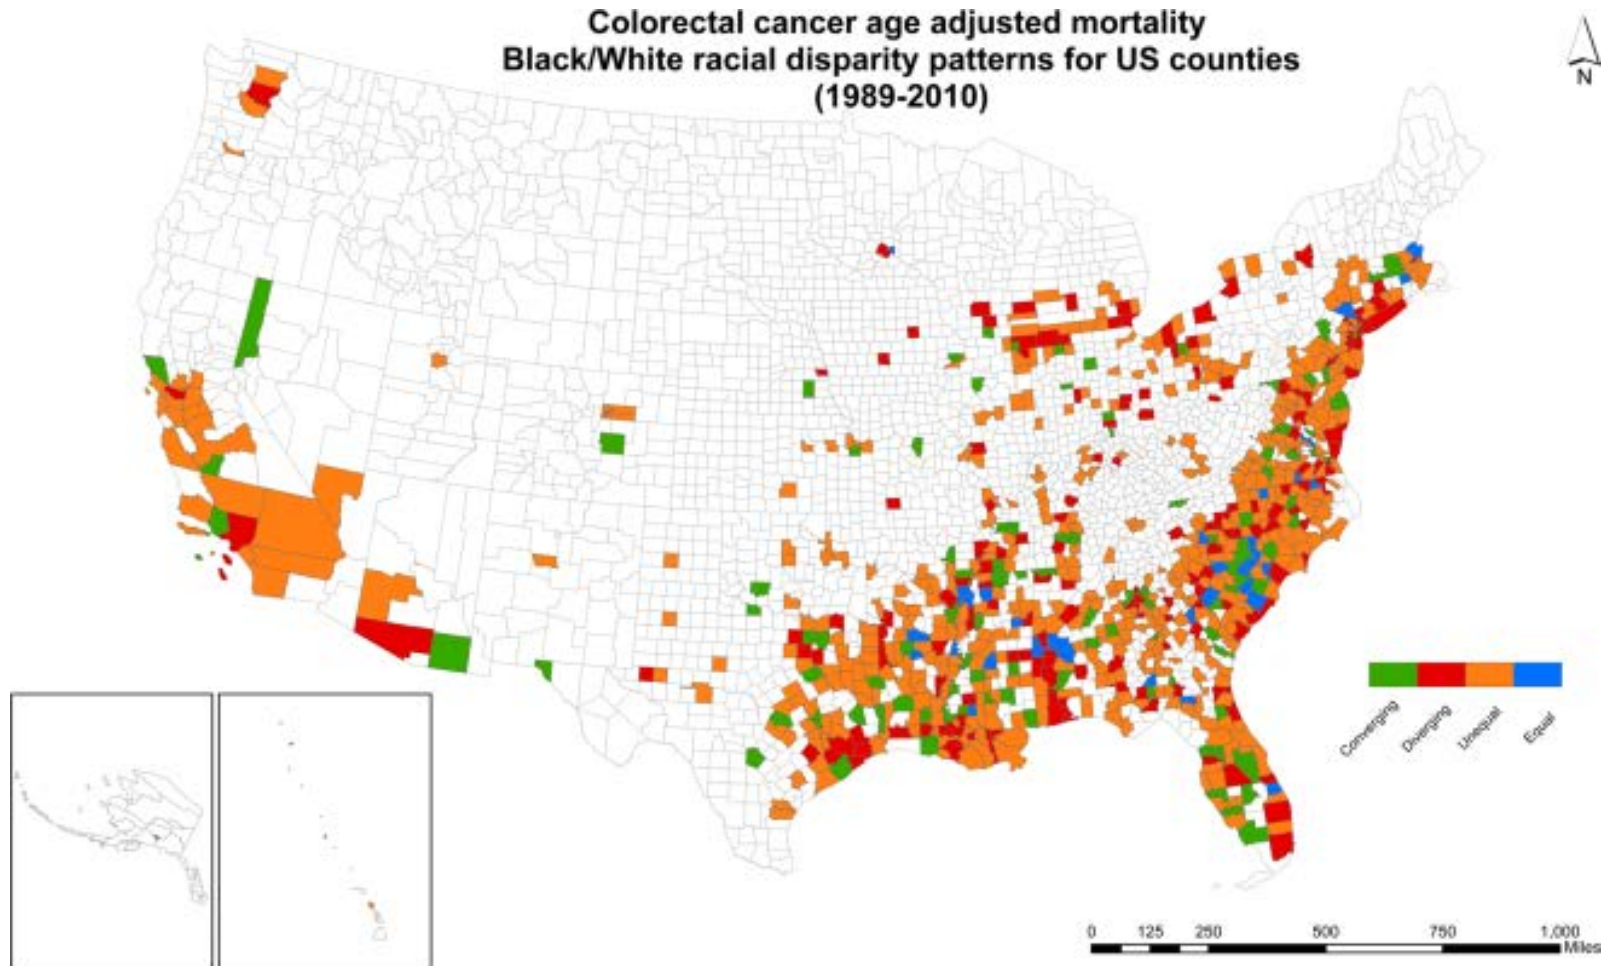 Colorectal cancer age adjusted mortality
Black/White racial disparity patterns for US counties
(1989-2010)
N
Converging
Diverging
Unequal
Equal
0 125 250 500 750 1,000
Miles